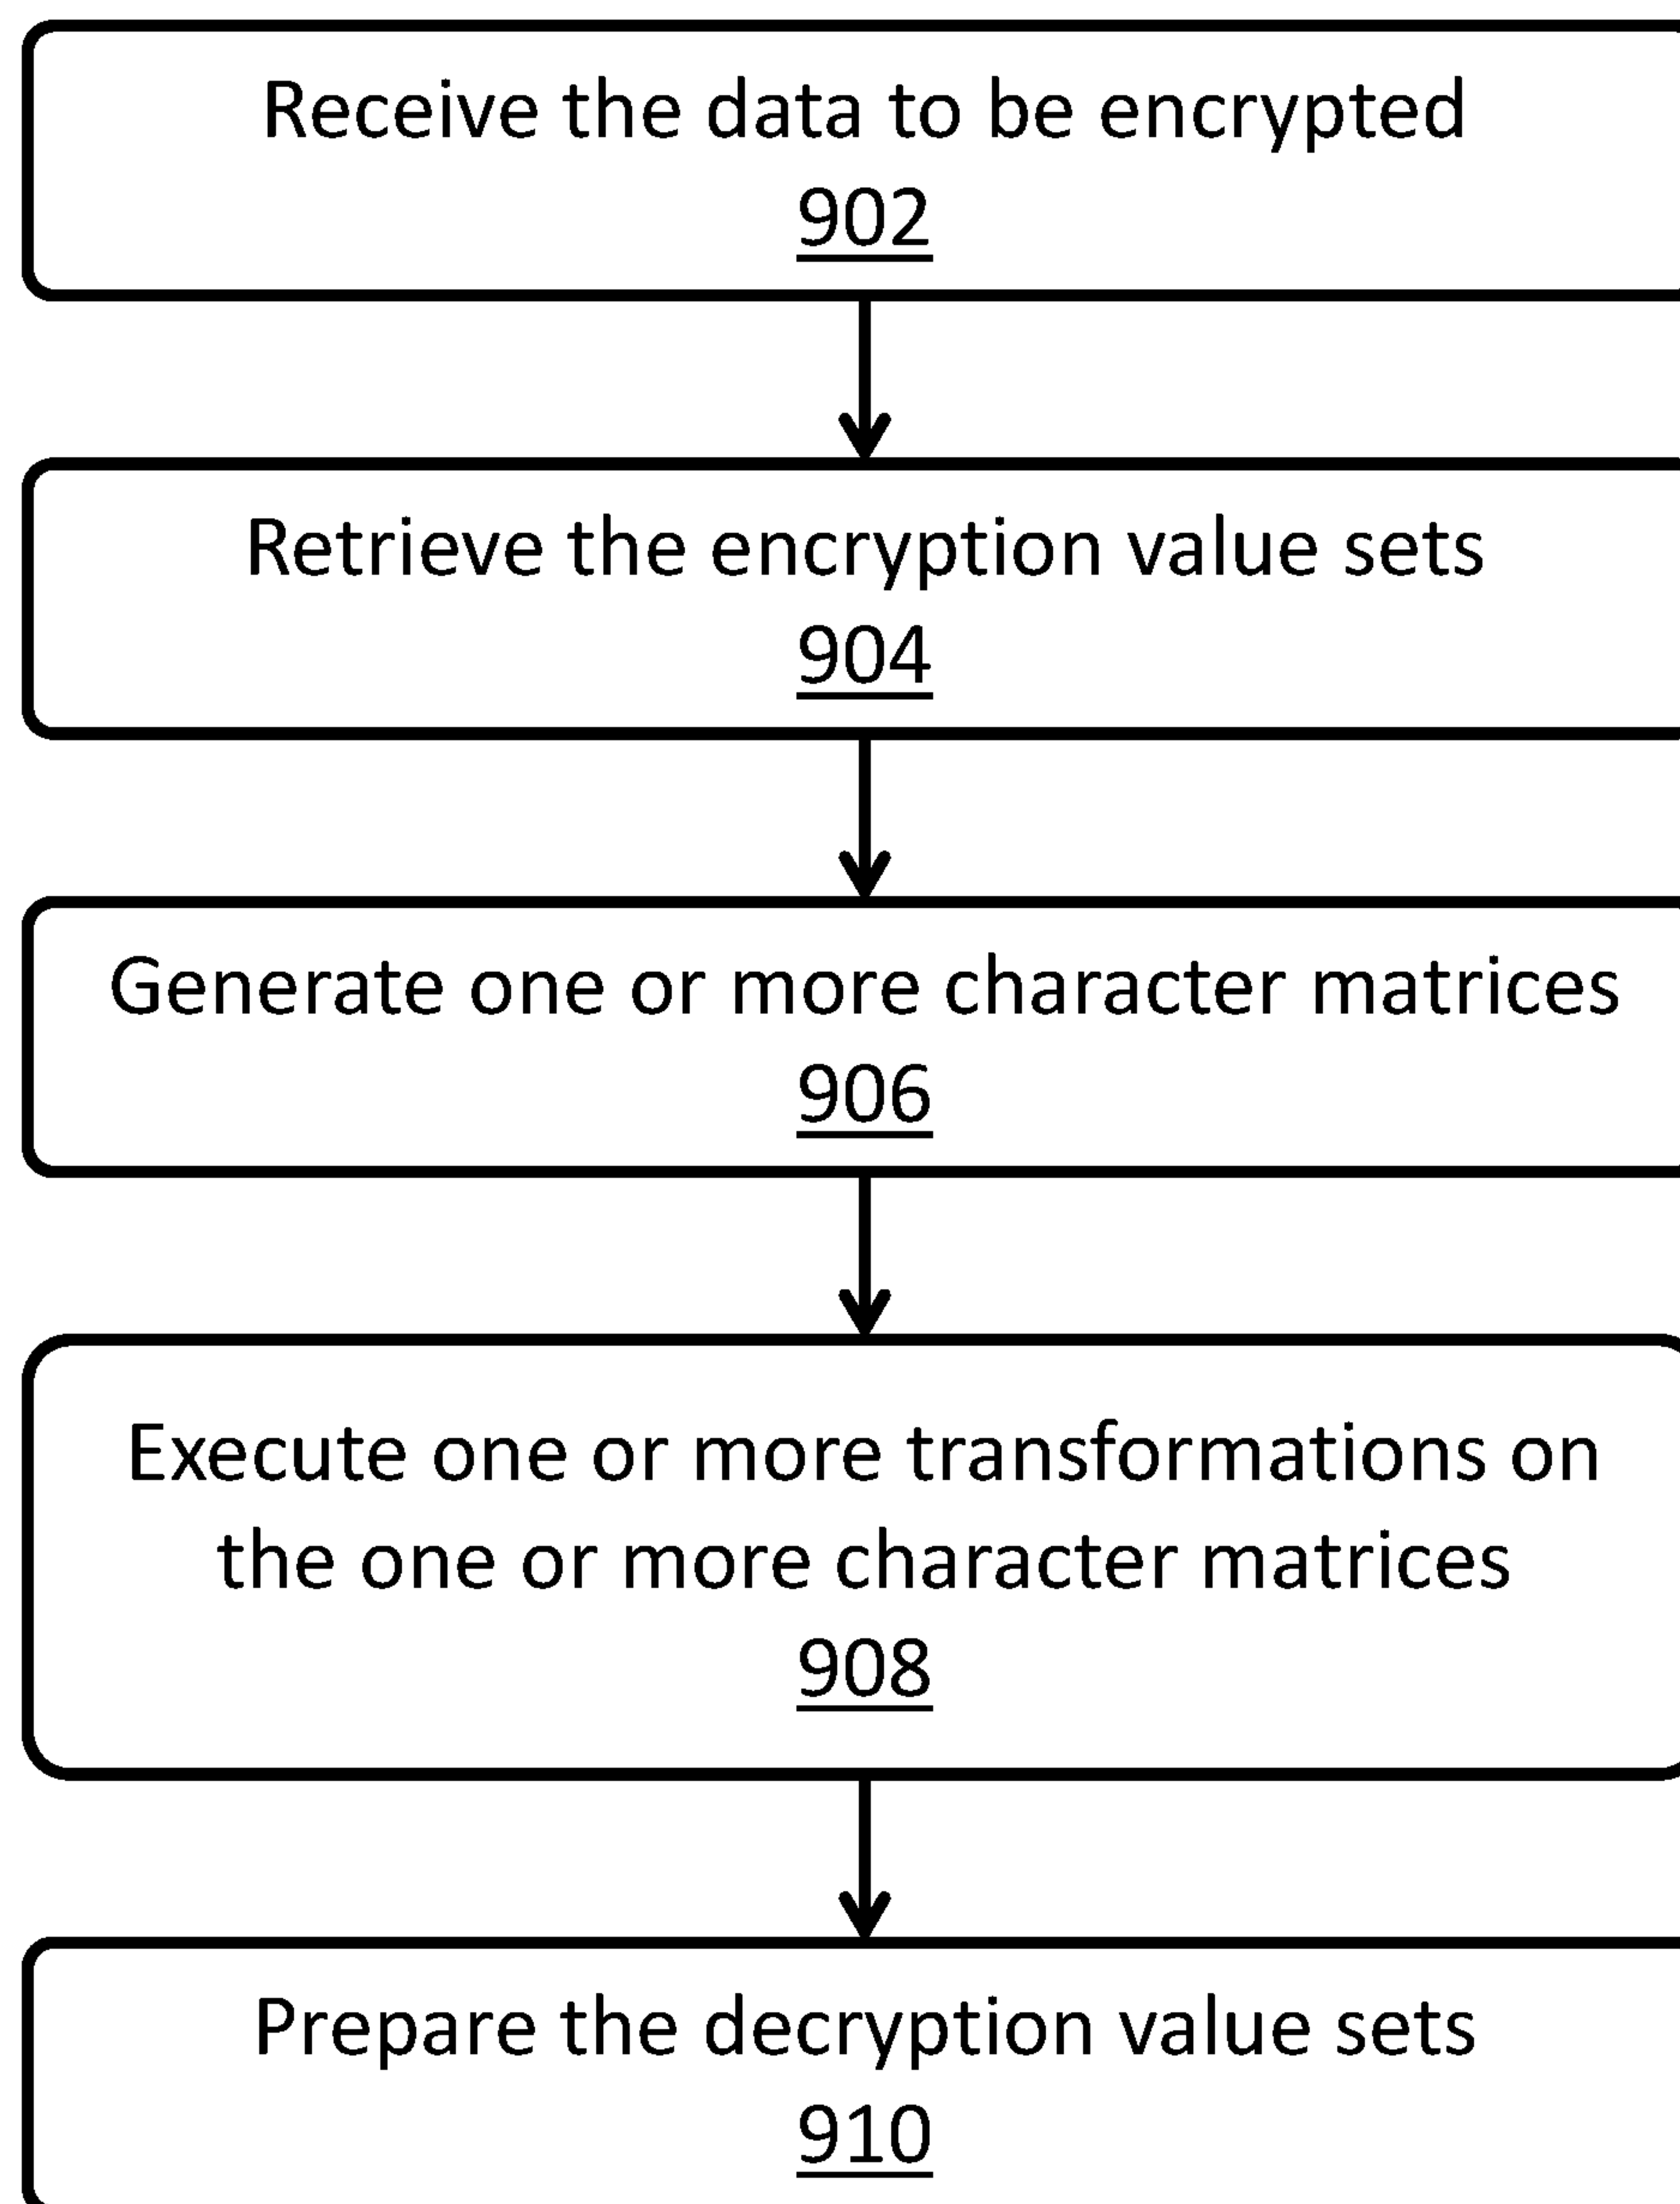 Receive the data to be encrypted
902
Retrieve the encryption value sets
904
Generate one or more character matrices
906
Execute one or more transformations on
the one or more character matrices
908
Prepare the decryption value sets
910